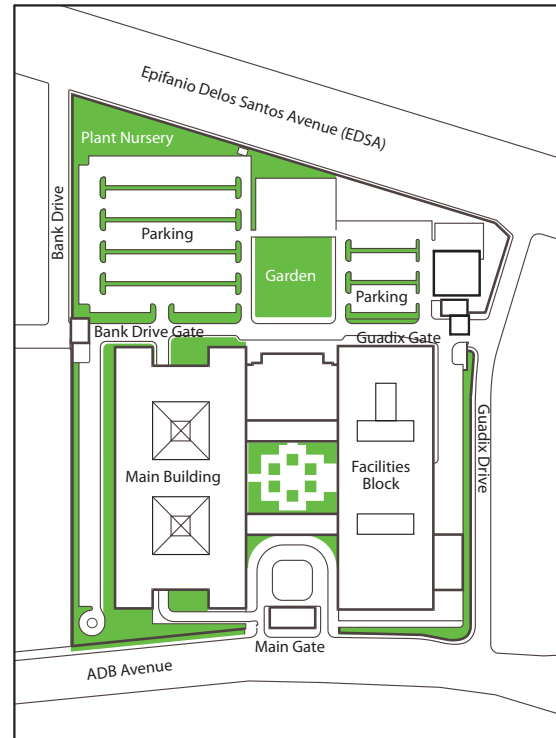 Epifanio Delos Santos Avenue (EDSA)
Plant Nursery
Bank Drive
Parking
Garden
Parking
Bank Drive Gate
Guadix Gate
Guadix Drive
Main Building
Facilities
Block
Main Gate
ADB Avenue